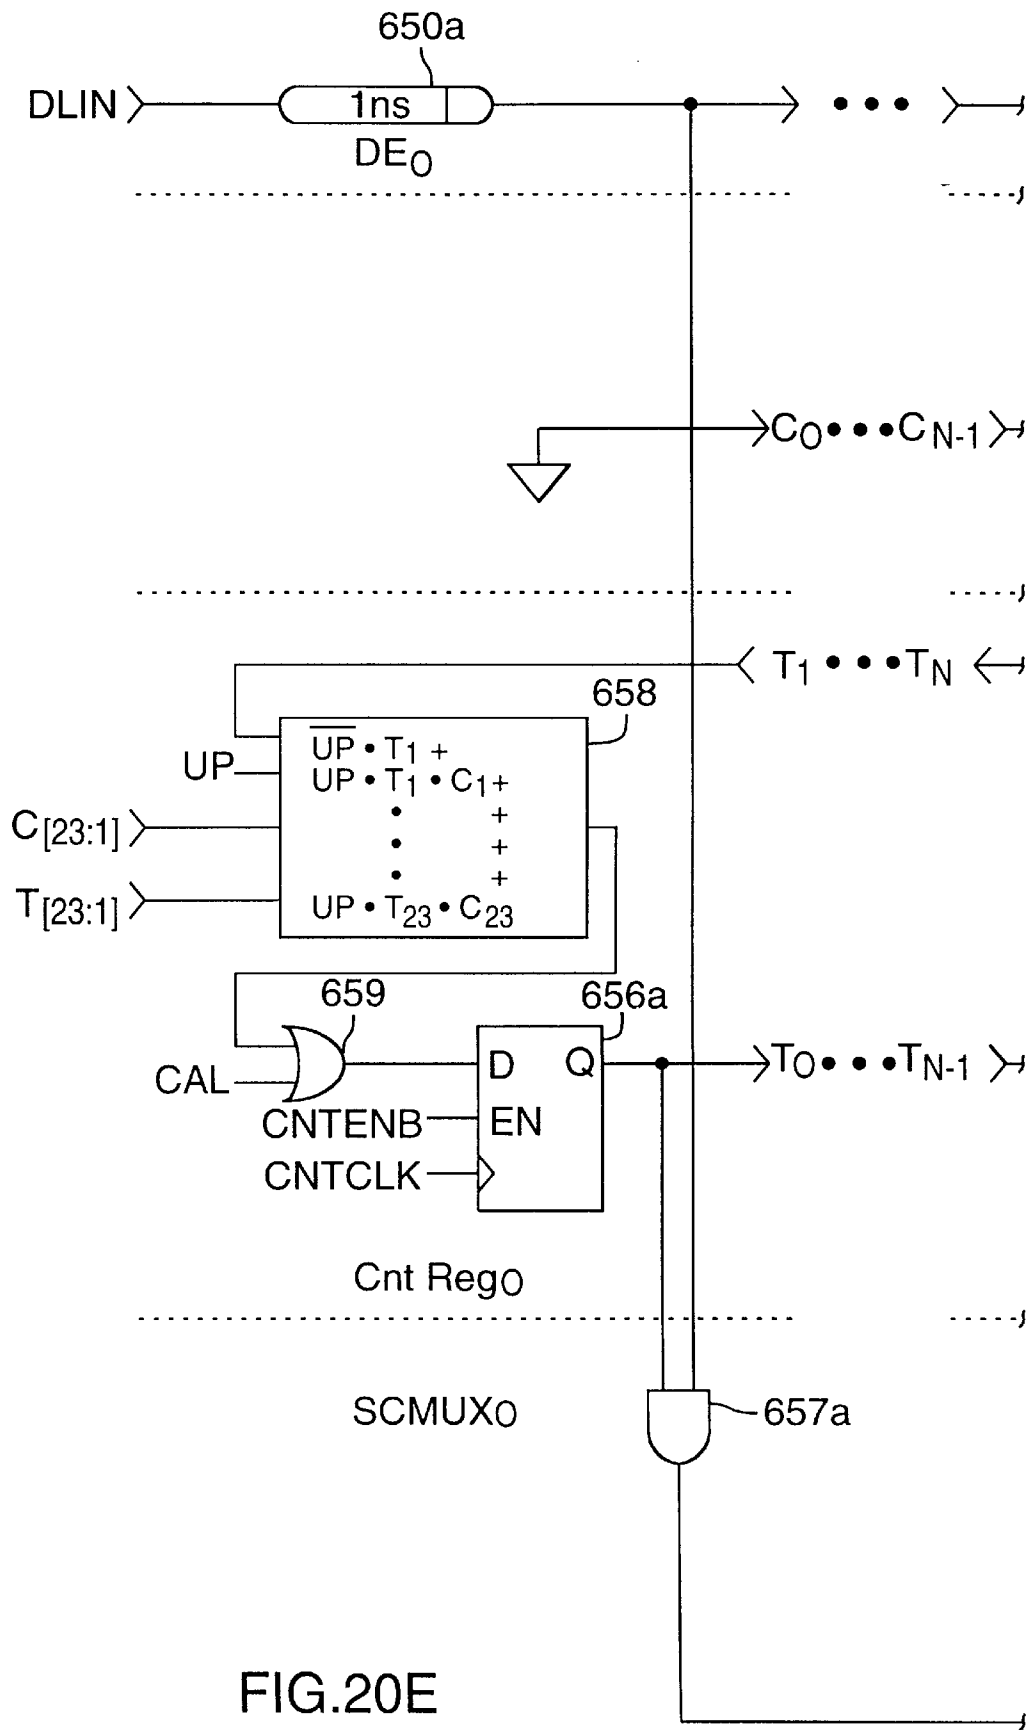 650a
DLIN 1ns • • •
DE0
C0 • • • CN-1
T1 • • • TN
658
U̅P̅ • T1 +
UP UP • T1 • C1+
C[23:1] • +
• +
• +
T[23:1] UP • T23 • C23
659 656a
D Q T0 • • • TN-1
CAL
CNTENB EN
CNTCLK
Cnt Reg0
SCMUX0 657a
FIG.20E